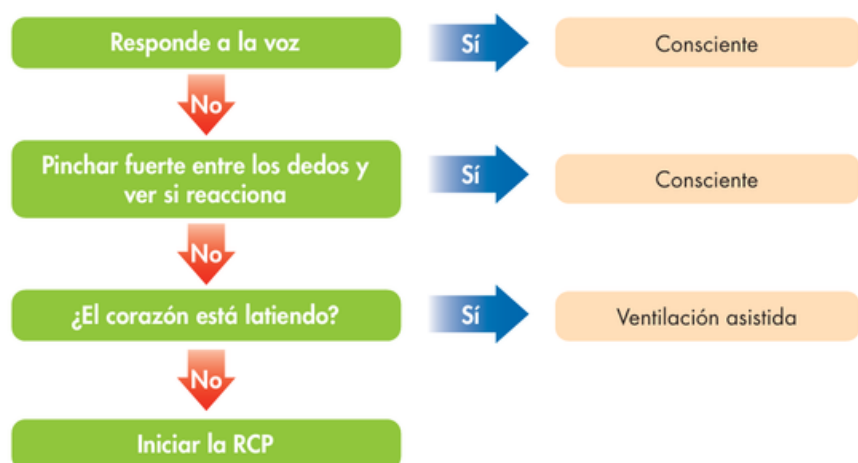 Responde a la voz
Sí
Consciente
No
Pinchar fuerte entre los dedos y
ver si reacciona
Sí
Consciente
No
¿El corazón está latiendo?
Sí
Ventilación asistida
No
Iniciar la RCP